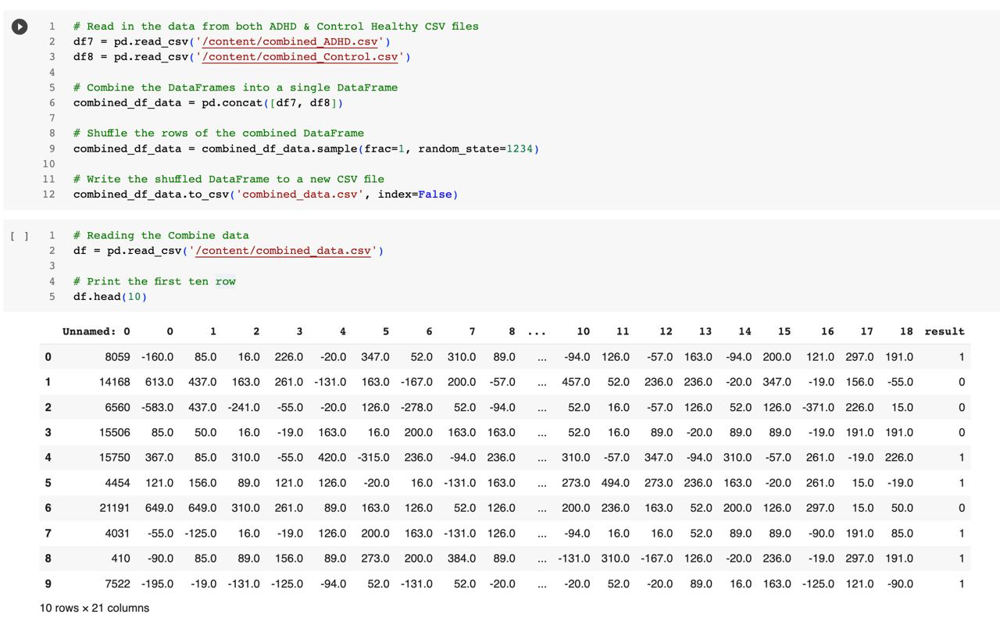 1 # Read in the data from both ADHD & Control Healthy CSV files
2 df7 = pd.read_csv('/content/combined_ADHD.csv')
3 df8 = pd.read_csv('/content/combined_Control.csv')
4
5 # Combine the DataFrames into a single DataFrame
6 combined_df_data = pd.concat([df7, df8])
7
8 # Shuffle the rows of the combined DataFrame
9 combined_df_data = combined_df_data.sample(frac=1, random_state=1234)
10
11 # Write the shuffled DataFrame to a new CSV file
12 combined_df_data.to_csv('combined_data.csv', index=False)
[ ] 1 # Reading the Combine data
2 df = pd.read_csv('/content/combined_data.csv')
3
4 # Print the first ten row
5 df.head(10)
Unnamed: 0 0 1 2 3 4 5 6 7 8 ... 10 11 12 13 14 15 16 17 18 result
0 8059 -160.0 85.0 16.0 226.0 -20.0 347.0 52.0 310.0 89.0 ... -94.0 126.0 -57.0 163.0 -94.0 200.0 121.0 297.0 191.0 1
1 14168 613.0 437.0 163.0 261.0 -131.0 163.0 -167.0 200.0 -57.0 ... 457.0 52.0 236.0 236.0 -20.0 347.0 -19.0 156.0 -55.0 0
2 6560 -583.0 437.0 -241.0 -55.0 -20.0 126.0 -278.0 52.0 -94.0 ... 52.0 16.0 -57.0 126.0 52.0 126.0 -371.0 226.0 15.0 0
3 15506 85.0 50.0 16.0 -19.0 163.0 16.0 200.0 163.0 163.0 ... 52.0 16.0 89.0 -20.0 89.0 89.0 -19.0 191.0 191.0 0
4 15750 367.0 85.0 310.0 -55.0 420.0 -315.0 236.0 -94.0 236.0 ... 310.0 -57.0 347.0 -94.0 310.0 -57.0 261.0 -19.0 226.0 1
5 4454 121.0 156.0 89.0 121.0 126.0 -20.0 16.0 -131.0 163.0 ... 273.0 494.0 273.0 236.0 163.0 -20.0 261.0 15.0 -19.0 1
6 21191 649.0 649.0 310.0 261.0 89.0 163.0 126.0 52.0 126.0 ... 200.0 236.0 163.0 52.0 200.0 126.0 297.0 15.0 50.0 0
7 4031 -55.0 -125.0 16.0 -19.0 126.0 200.0 163.0 -131.0 126.0 ... -94.0 16.0 16.0 52.0 89.0 89.0 -90.0 191.0 85.0 1
8 410 -90.0 85.0 89.0 156.0 89.0 273.0 200.0 384.0 89.0 ... -131.0 310.0 -167.0 126.0 -20.0 236.0 -19.0 297.0 191.0 1
9 7522 -195.0 -19.0 -131.0 -125.0 -94.0 52.0 -131.0 52.0 -20.0 ... -20.0 52.0 -20.0 89.0 16.0 163.0 -125.0 121.0 -90.0 1
10 rows × 21 columns